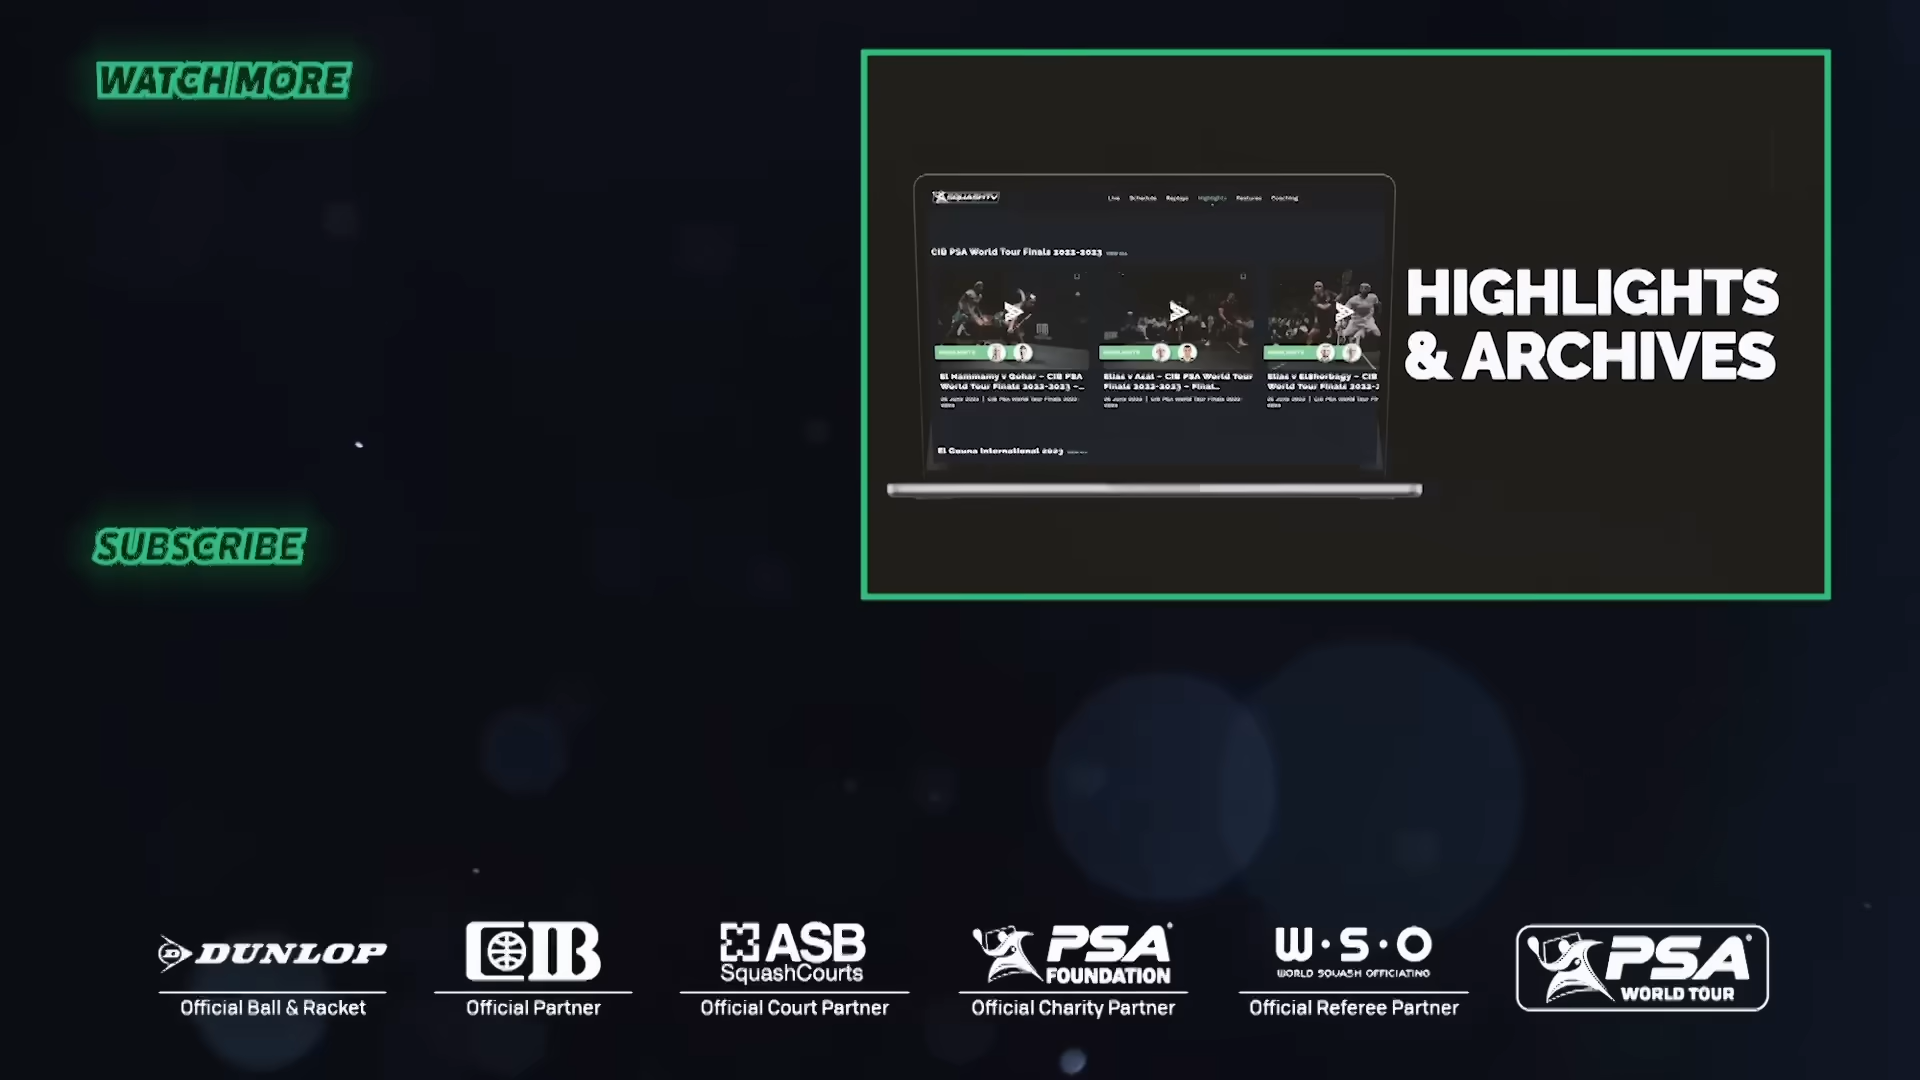 WATCH MORE
SQUASHTV
Live Schedule Replays Highlights Features Coaching
CIB PSA World Tour Finals 2022-2023
HIGHLIGHTS
& ARCHIVES
HIGHLIGHTS
HIGHLIGHTS
HIGHLIGHTS
El Hammamy v Gohar – CIB PSA
World Tour Finals 2022-2023 –...
Elias v Asal – CIB PSA World Tour
Finals 2022-2023 – Final...
Elias v ElShorbagy – CIB
World Tour Finals 2022-2
El Gouna International 2023
SUBSCRIBE
DUNLOP
Official Ball & Racket
CIB
Official Partner
ASB
SquashCourts
Official Court Partner
PSA
FOUNDATION
Official Charity Partner
W·S·O
WORLD SQUASH OFFICIATING
Official Referee Partner
PSA
WORLD TOUR